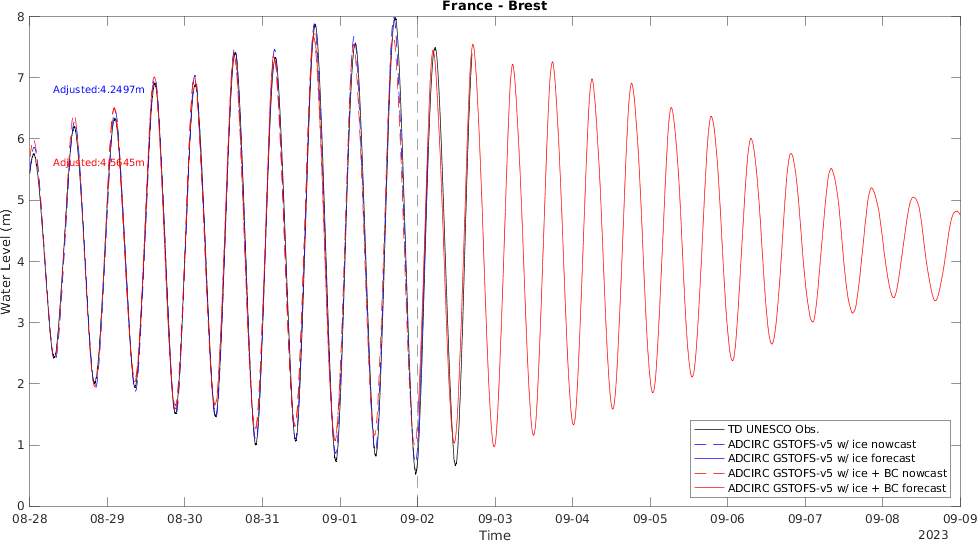 France - Brest
8
7
6
5
4
3
2
1
0
Water Level (m)
Adjusted:4.2497m
Adjusted:4.5645m
TD UNESCO Obs.
ADCIRC GSTOFS-v5 w/ ice nowcast
ADCIRC GSTOFS-v5 w/ ice forecast
ADCIRC GSTOFS-v5 w/ ice + BC nowcast
ADCIRC GSTOFS-v5 w/ ice + BC forecast
08-28 08-29 08-30 08-31 09-01 09-02 09-03 09-04 09-05 09-06 09-07 09-08 09-09
Time
2023